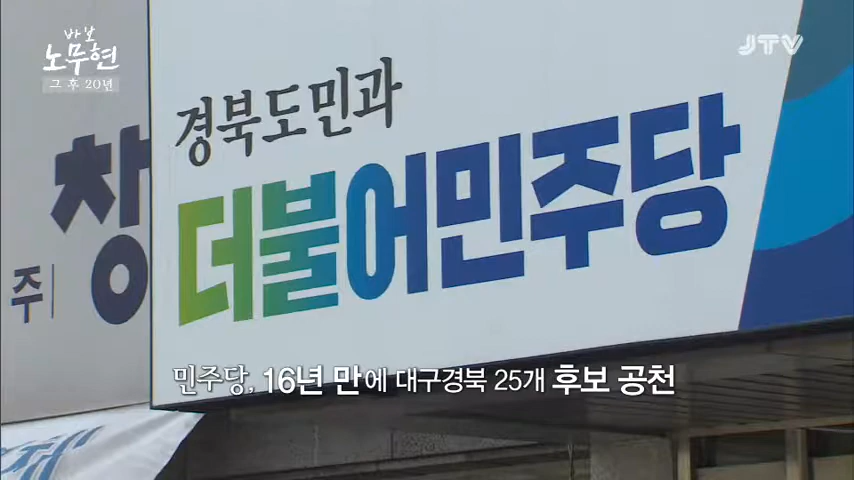 바보
노무현
그 후 20년
JTV
경북도민과
더불어민주당
창
주
민주당, 16년 만에 대구경북 25개 후보 공천